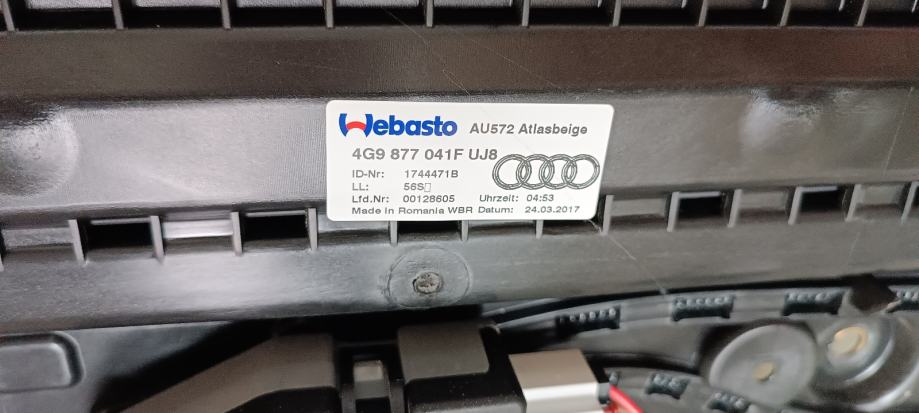 Webasto AU572 Atlasbeige
4G9 877 041F UJ8
ID-Nr: 1744471B
LL: 56S▯
Lfd.Nr: 00128605 Uhrzeit: 04:53
Made in Romania WBR Datum: 24.03.2017